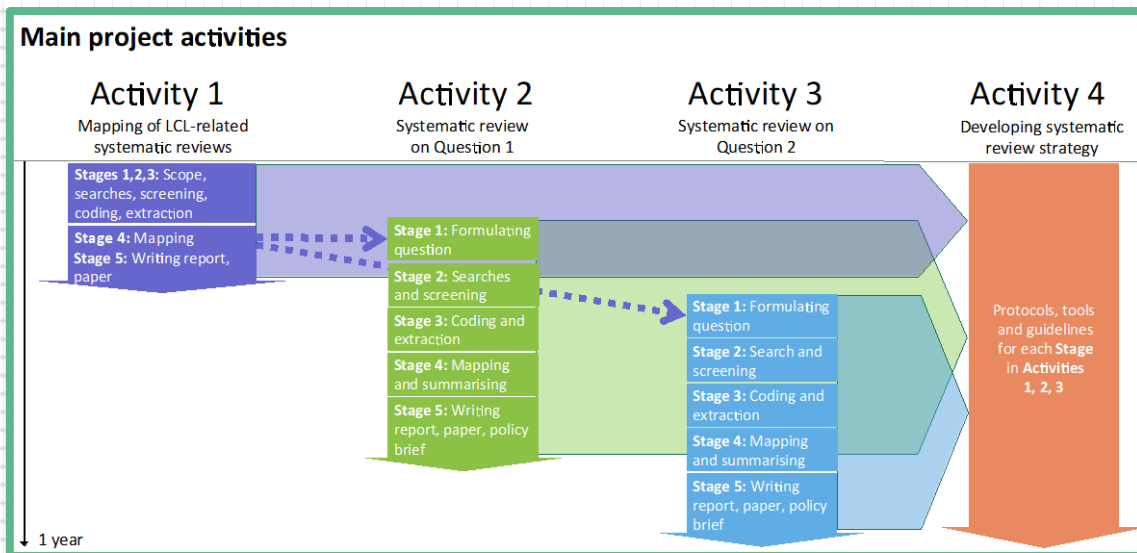 Main project activities
Activity 1
Mapping of LCL-related
systematic reviews
Stages 1,2,3: Scope,
searches, screening,
coding, extraction
Stage 4: Mapping
Stage 5: Writing report,
paper
Activity 2
Systematic review
on Question 1
Stage 1: Formulating
question
Stage 2: Searches
and screening
Stage 3: Coding and
extraction
Stage 4: Mapping
and summarising
Stage 5: Writing
report, paper, policy
brief
Activity 3
Systematic review on
Question 2
Stage 1: Formulating
question
Stage 2: Search and
screening
Stage 3: Coding and
extraction
Stage 4: Mapping
and summarising
Stage 5: Writing
report, paper, policy
brief
Activity 4
Developing systematic
review strategy
Protocols, tools
and guidelines
for each Stage
in Activities
1, 2, 3
1 year